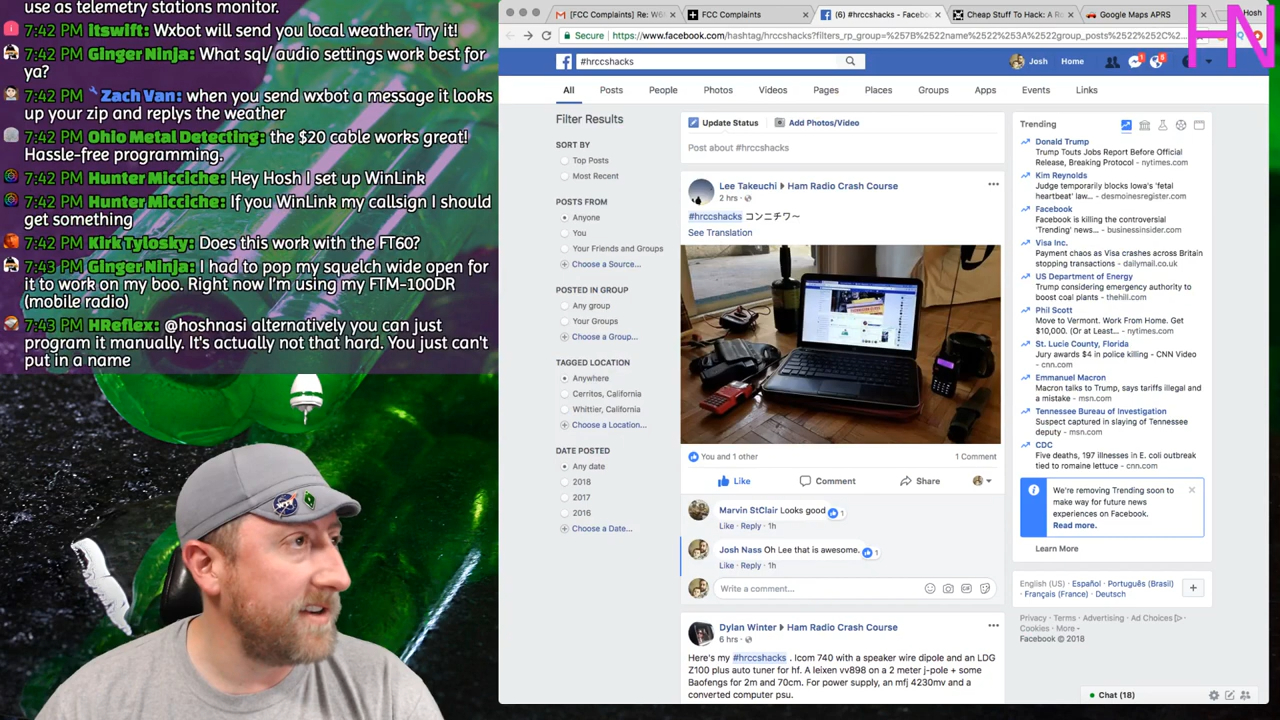 use as telemetry stations monitor.
7:42 PM Itswift: Wxbot will send you local weather. Try it!
7:42 PM Ginger Ninja: What sql/ audio settings work best for
ya?
7:42 PM Zach Van: when you send wxbot a message it looks
up your zip and replys the weather
7:42 PM Ohio Metal Detecting: the $20 cable works great!
Hassle-free programming.
7:42 PM Hunter Micciche: Hey Hosh I set up WinLink
7:42 PM Hunter Micciche: If you WinLink my callsign I should
get something
7:42 PM Kirk Tylosky: Does this work with the FT60?
7:43 PM Ginger Ninja: I had to pop my squelch wide open for
it to work on my boo. Right now I'm using my TM-100DR
(mobile radio)
7:43 PM HReflex: @hoshnasi alternatively you can just
program it manually. It's actually not that hard. You just can't
put in a name
[FCC Complaints] Re: W6
FCC Complaints
(6) #hrccshacks - Faceboo
Cheap Stuff To Hack: A R
Google Maps APRS
Hosh
HN
Secure
https://www.facebook.com/hashtag/hrccshacks?filters_rp_group=%257B%2522name%2522%253A%2522group_posts%2522%252C%
#hrccshacks
Josh
Home
All
Posts
People
Photos
Videos
Pages
Places
Groups
Apps
Events
Links
Filter Results
SORT BY
Top Posts
Most Recent
POSTS FROM
Anyone
You
Your Friends and Groups
Choose a Source...
POSTED IN GROUP
Any group
Your Groups
Choose a Group...
TAGGED LOCATION
Anywhere
Cerritos, California
Whittier, California
Choose a Location...
DATE POSTED
Any date
2018
2017
2016
Choose a Date...
Update Status
Add Photos/Video
Post about #hrccshacks
Lee Takeuchi Ham Radio Crash Course
2 hrs ·
#hrccshacks コンニチワ〜
See Translation
You and 1 other
1 Comment
Like
Comment
Share
Marvin StClair Looks good
1
Like · Reply · 1h
Josh Nass Oh Lee that is awesome.
1
Like · Reply · 1h
Write a comment...
Dylan Winter Ham Radio Crash Course
6 hrs ·
Here's my #hrccshacks . Icom 740 with a speaker wire dipole and an LDG
Z100 plus auto tuner for hf. A leixen vv898 on a 2 meter j-pole + some
Baofengs for 2m and 70cm. For power supply, an mfj 4230mv and a
converted computer psu.
Trending
Donald Trump
Trump Touts Jobs Report Before Official
Release, Breaking Protocol - nytimes.com
Kim Reynolds
Judge temporarily blocks Iowa's 'fetal
heartbeat' law... - desmoinesregister.com
Facebook
Facebook is killing the controversial
'Trending' news... - businessinsider.com
Visa Inc.
Payment chaos as Visa crashes across Britain
stopping transactions - dailymail.co.uk
US Department of Energy
Trump considering emergency authority to
boost coal plants - thehill.com
Phil Scott
Move to Vermont. Work From Home. Get
$10,000. (Or at Least... - nytimes.com
St. Lucie County, Florida
Jury awards $4 in police killing - CNN Video
- cnn.com
Emmanuel Macron
Macron talks to Trump, says tariffs illegal and
a mistake - msn.com
Tennessee Bureau of Investigation
Suspect captured in slaying of Tennessee
deputy - msn.com
CDC
Five deaths, 197 illnesses in E. coli outbreak
tied to romaine lettuce - cnn.com
We're removing Trending soon to
make way for future news
experiences on Facebook.
Read more.
Learn More
English (US) · Español · Português (Brasil) ·
Français (France) · Deutsch
Privacy · Terms · Advertising · Ad Choices ·
Cookies · More
Facebook © 2018
Chat (18)